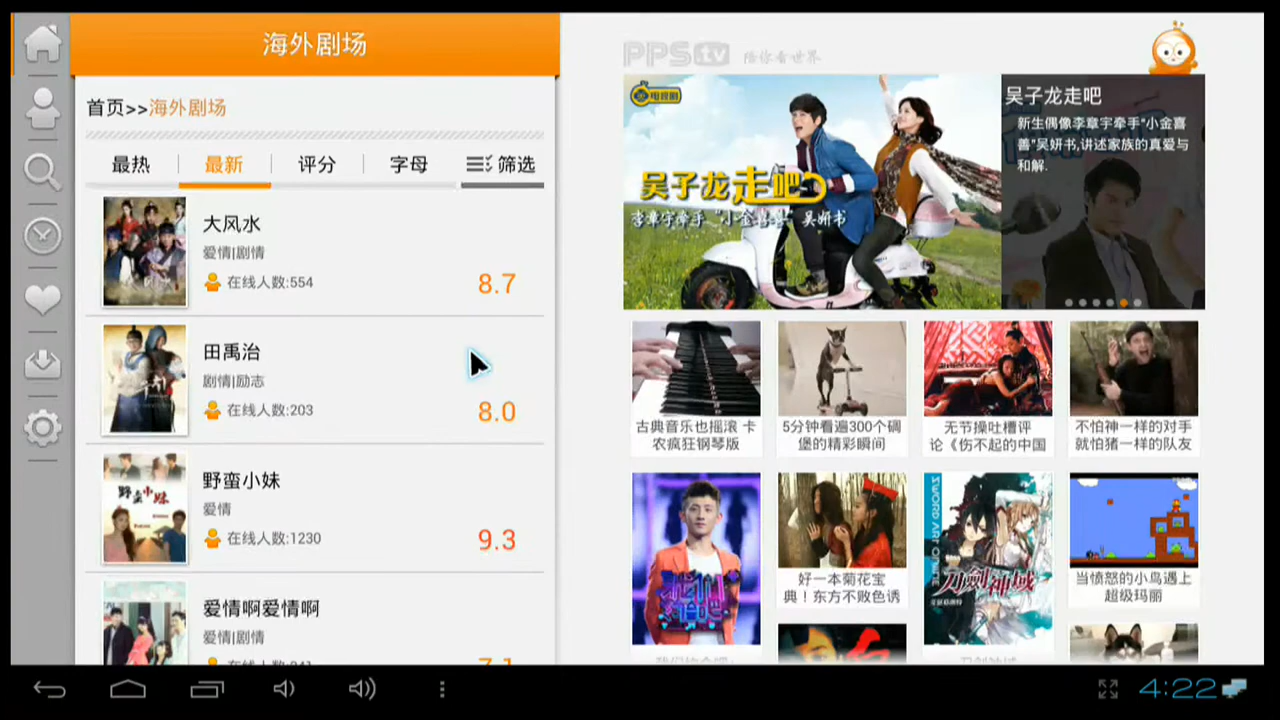 海外剧场
首页>>海外剧场
最热
最新
评分
字母
筛选
大风水
爱情|剧情
在线人数:554
8.7
田禹治
剧情|励志
在线人数:203
8.0
野蛮小妹
爱情
在线人数:1230
9.3
爱情啊爱情啊
爱情|剧情
PPStv 陪你看世界
电视剧
吴子龙走吧
李章宇牵手“小金喜善”吴妍书
吴子龙走吧
新生偶像李章宇牵手“小金喜
善”吴妍书,讲述家族的真爱与
和解.
古典音乐也摇滚 卡
农疯狂钢琴版
5分钟看遍300个碉
堡的精彩瞬间
无节操吐槽评
论《伤不起的中国
不怕神一样的对手
就怕猪一样的队友
野蛮小妹
SWORD ART ONLINE
刀劍神域
好一本菊花宝
典！东方不败色诱
当愤怒的小鸟遇上
超级玛丽
4:22